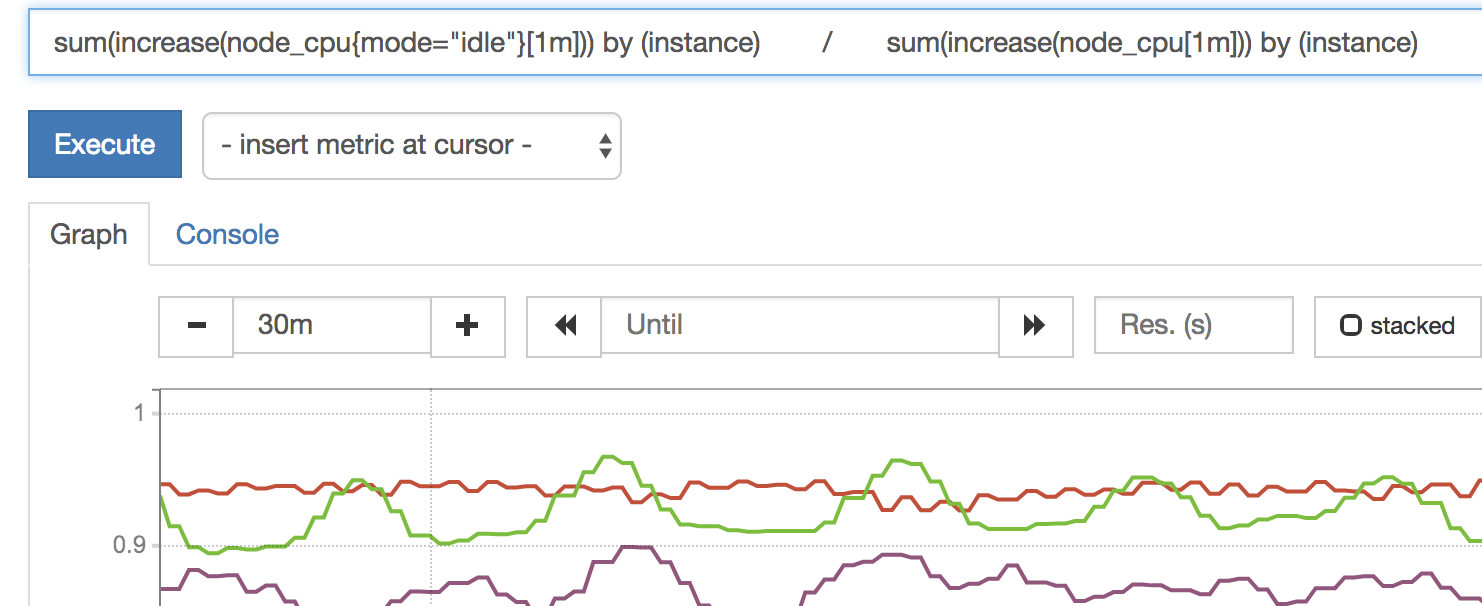 sum(increase(node_cpu{mode="idle"}[1m])) by (instance) / sum(increase(node_cpu[1m])) by (instance)
Execute - insert metric at cursor -
Graph Console
30m Until Res. (s) stacked
1
0.9